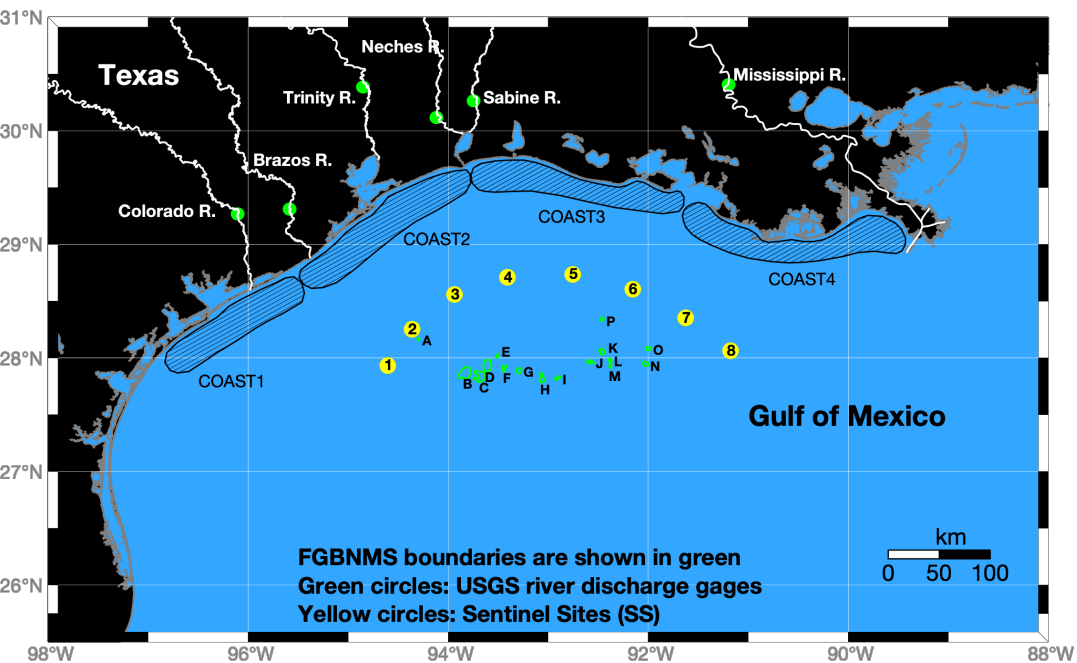 31°N
Neches R.
Texas
Mississippi R.
Trinity R.
Sabine R.
30°N
Brazos R.
Colorado R.
COAST3
29°N
COAST2
COAST4
5
4
6
3
P
7
2
A
K
O
8
28°N
E
1
J
L
N
G
D
F
M
I
B
C
H
COAST1
Gulf of Mexico
27°N
km
FGBNMS boundaries are shown in green
0 50 100
Green circles: USGS river discharge gages
26°N
Yellow circles: Sentinel Sites (SS)
98°W 96°W 94°W 92°W 90°W 88°W